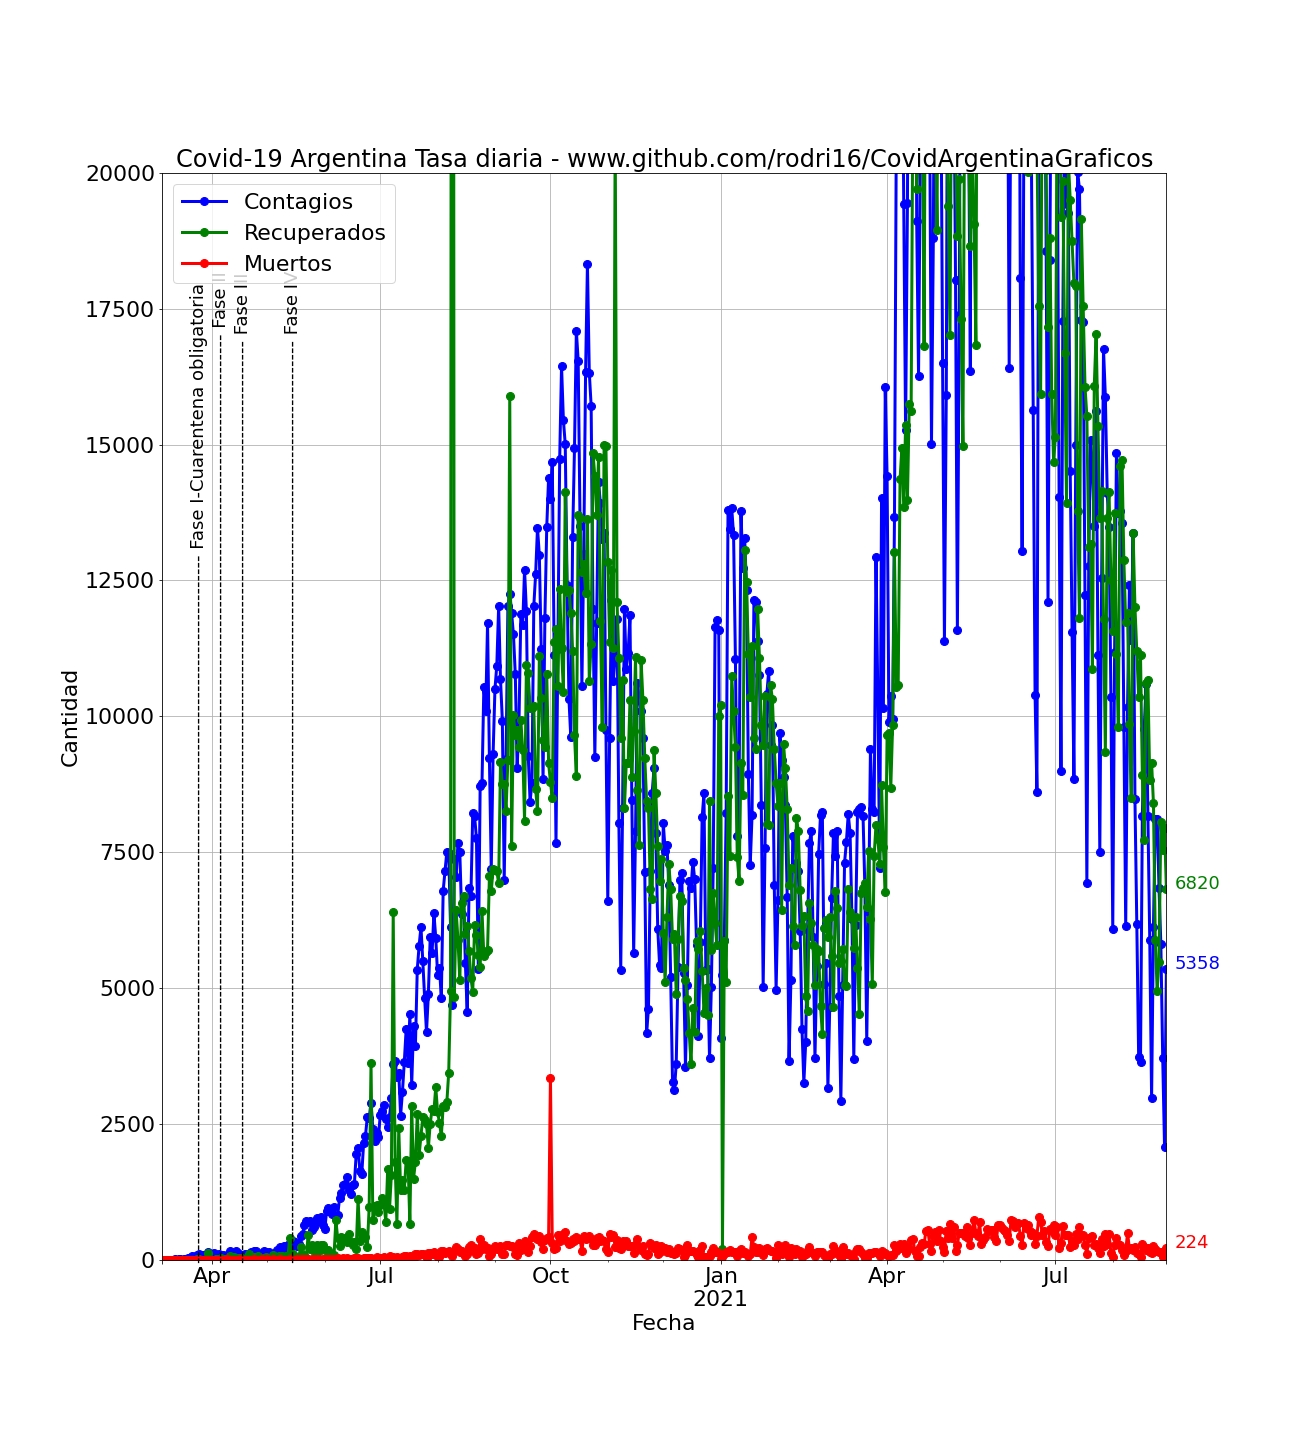 Covid-19 Argentina Tasa diaria - www.github.com/rodri16/CovidArgentinaGraficos
20000
17500
15000
12500
10000
7500
5000
2500
0
Cantidad
Contagios
Recuperados
Muertos
Fase I-Cuarentena obligatoria
Fase II
Fase III
Fase IV
6820
5358
224
Apr
Jul
Oct
Jan
2021
Apr
Jul
Fecha